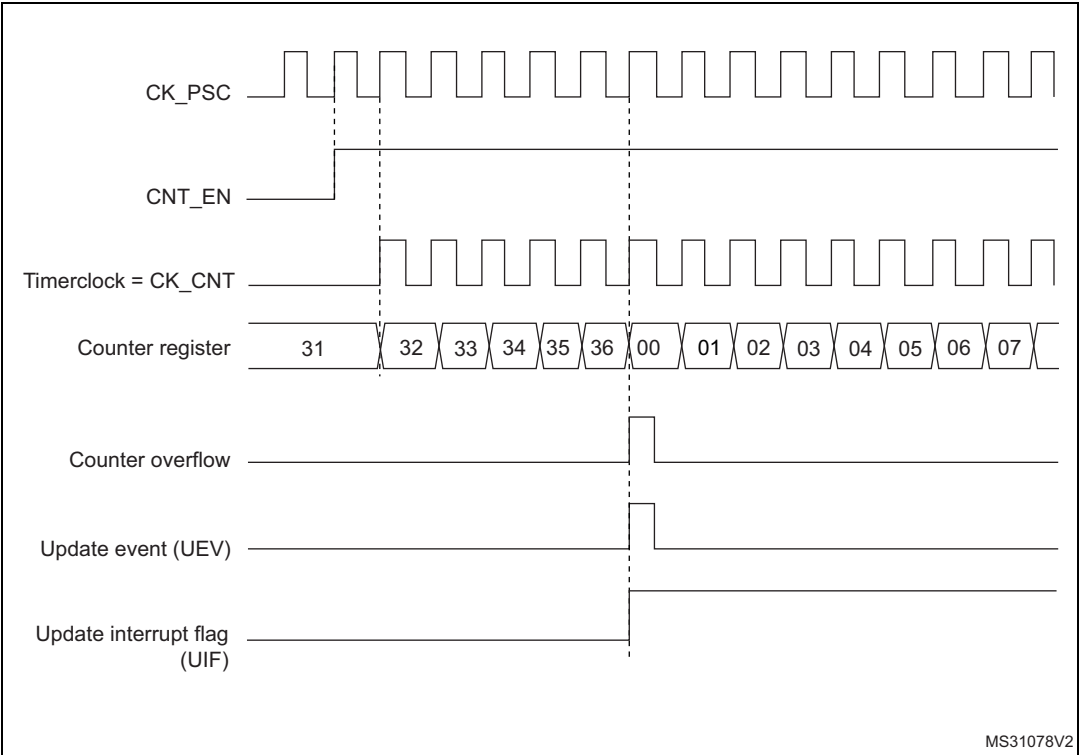 CK_PSC
CNT_EN
Timerclock = CK_CNT
Counter register 31 32 33 34 35 36 00 01 02 03 04 05 06 07
Counter overflow
Update event (UEV)
Update interrupt flag
(UIF)
MS31078V2